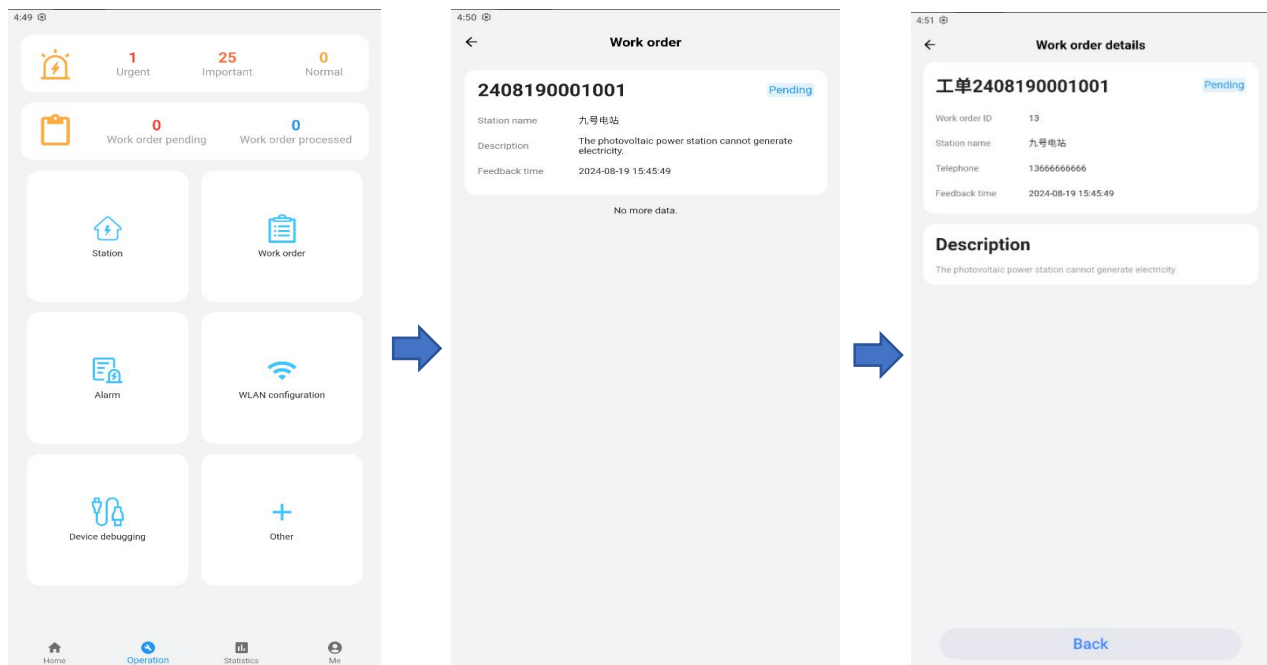 4:49
1 25 0
Urgent Important Normal
0 0
Work order pending Work order processed
Station Work order
Alarm WLAN configuration
Device debugging Other
Home Operation Statistics Me
4:50
Work order
2408190001001 Pending
Station name 九号电站
Description The photovoltaic power station cannot generate
electricity.
Feedback time 2024-08-19 15:45:49
No more data.
4:51
Work order details
工单2408190001001 Pending
Work order ID 13
Station name 九号电站
Telephone 13666666666
Feedback time 2024-08-19 15:45:49
Description
The photovoltaic power station cannot generate electricity.
Back